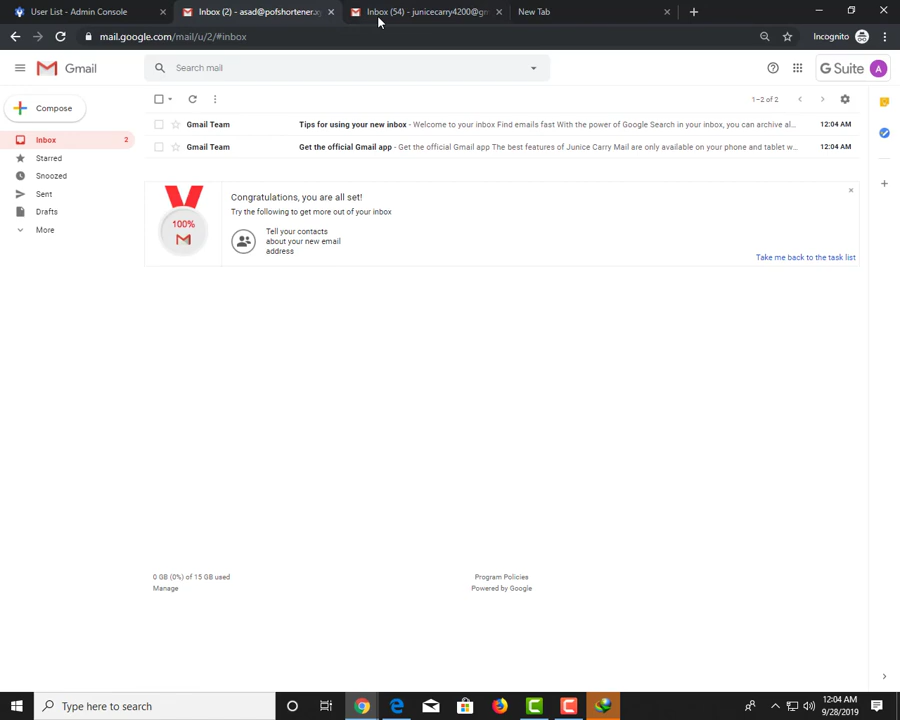 User List - Admin Console
Inbox (2) - asad@pofshortener.xy
Inbox (54) - junicecarry4200@gm
New Tab
mail.google.com/mail/u/2/#inbox
Incognito
Gmail
Search mail
G Suite
A
Compose
1–2 of 2
Inbox
2
Gmail Team
Tips for using your new inbox - Welcome to your inbox Find emails fast With the power of Google Search in your inbox, you can archive al...
12:04 AM
Starred
Gmail Team
Get the official Gmail app - Get the official Gmail app The best features of Junice Carry Mail are only available on your phone and tablet w...
12:04 AM
Snoozed
Sent
Drafts
More
100%
Congratulations, you are all set!
Try the following to get more out of your inbox
Tell your contacts
about your new email
address
Take me back to the task list
0 GB (0%) of 15 GB used
Manage
Program Policies
Powered by Google
Type here to search
12:04 AM
9/28/2019